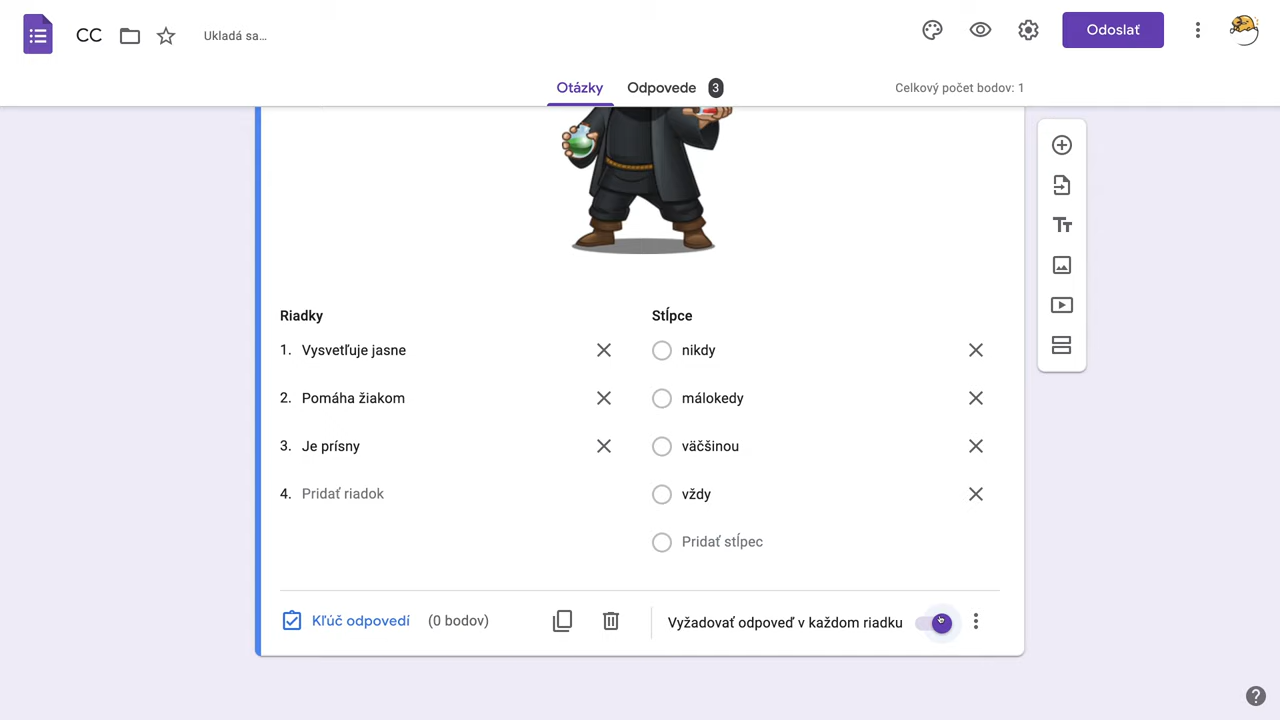 CC
Ukladá sa…
Odoslať
Otázky
Odpovede 3
Celkový počet bodov: 1
Riadky
Stĺpce
1. Vysvetľuje jasne
nikdy
2. Pomáha žiakom
málokedy
3. Je prísny
väčšinou
4. Pridať riadok
vždy
Pridať stĺpec
Kľúč odpovedí (0 bodov)
Vyžadovať odpoveď v každom riadku